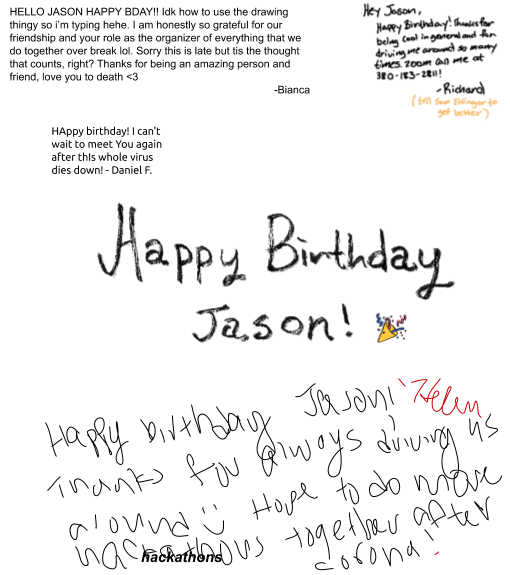 HELLO JASON HAPPY BDAY!! Idk how to use the drawing
thingy so i'm typing hehe. I am honestly so grateful for our
friendship and your role as the organizer of everything that we
do together over break lol. Sorry this is late but tis the thought
that counts, right? Thanks for being an amazing person and
friend, love you to death <3
-Bianca
Hey Jason,
Happy Birthday! Thanks for
being cool in general and for
driving me around so many
times. Zoom call me at
380-183-2811!
-Richard
(tell Sam to
get better)
HAppy birthday! I can't
wait to meet You again
after thIs whole virus
dies down! - Daniel F.
Happy Birthday
Jason!
Happy birthday Jason! Helen
Thanks for always driving us
around Hope to do more
hackathons together after
corona!
hackathons